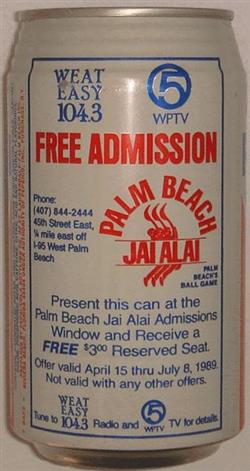 WEAT
EASY
104.3
5
WPTV
FREE ADMISSION
Phone:
(407) 844-2444
45th Street East,
¼ mile east off
I-95 West Palm
Beach
PALM BEACH
JAI ALAI
PALM
BEACH'S
BALL GAME
Present this can at the
Palm Beach Jai Alai Admissions
Window and Receive a
FREE $3⁰⁰ Reserved Seat.
Offer valid April 15 thru July 8, 1989.
Not valid with any other offers.
Tune to WEAT EASY 104.3 Radio and 5 WPTV TV for details.